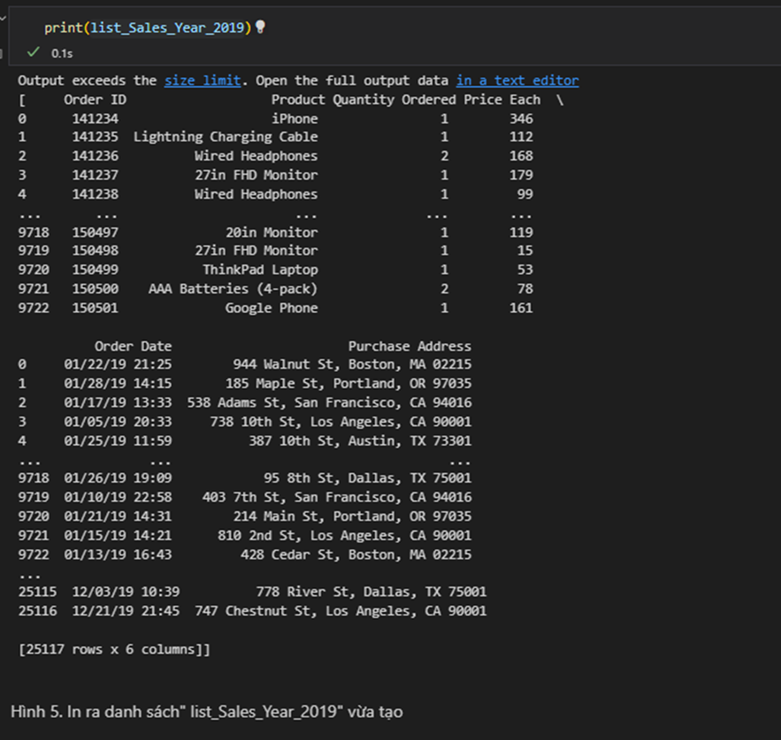 print(list_Sales_Year_2019)
0.1s
Output exceeds the size limit. Open the full output data in a text editor
[ Order ID Product Quantity Ordered Price Each \
0 141234 iPhone 1 346
1 141235 Lightning Charging Cable 1 112
2 141236 Wired Headphones 2 168
3 141237 27in FHD Monitor 1 179
4 141238 Wired Headphones 1 99
... ... ... ... ...
9718 150497 20in Monitor 1 119
9719 150498 27in FHD Monitor 1 15
9720 150499 ThinkPad Laptop 1 53
9721 150500 AAA Batteries (4-pack) 2 78
9722 150501 Google Phone 1 161
Order Date Purchase Address
0 01/22/19 21:25 944 Walnut St, Boston, MA 02215
1 01/28/19 14:15 185 Maple St, Portland, OR 97035
2 01/17/19 13:33 538 Adams St, San Francisco, CA 94016
3 01/05/19 20:33 738 10th St, Los Angeles, CA 90001
4 01/25/19 11:59 387 10th St, Austin, TX 73301
... ... ...
9718 01/26/19 19:09 95 8th St, Dallas, TX 75001
9719 01/10/19 22:58 403 7th St, San Francisco, CA 94016
9720 01/21/19 14:31 214 Main St, Portland, OR 97035
9721 01/15/19 14:21 810 2nd St, Los Angeles, CA 90001
9722 01/13/19 16:43 428 Cedar St, Boston, MA 02215
...
25115 12/03/19 10:39 778 River St, Dallas, TX 75001
25116 12/21/19 21:45 747 Chestnut St, Los Angeles, CA 90001
[25117 rows x 6 columns]]
Hình 5. In ra danh sách" list_Sales_Year_2019" vừa tạo